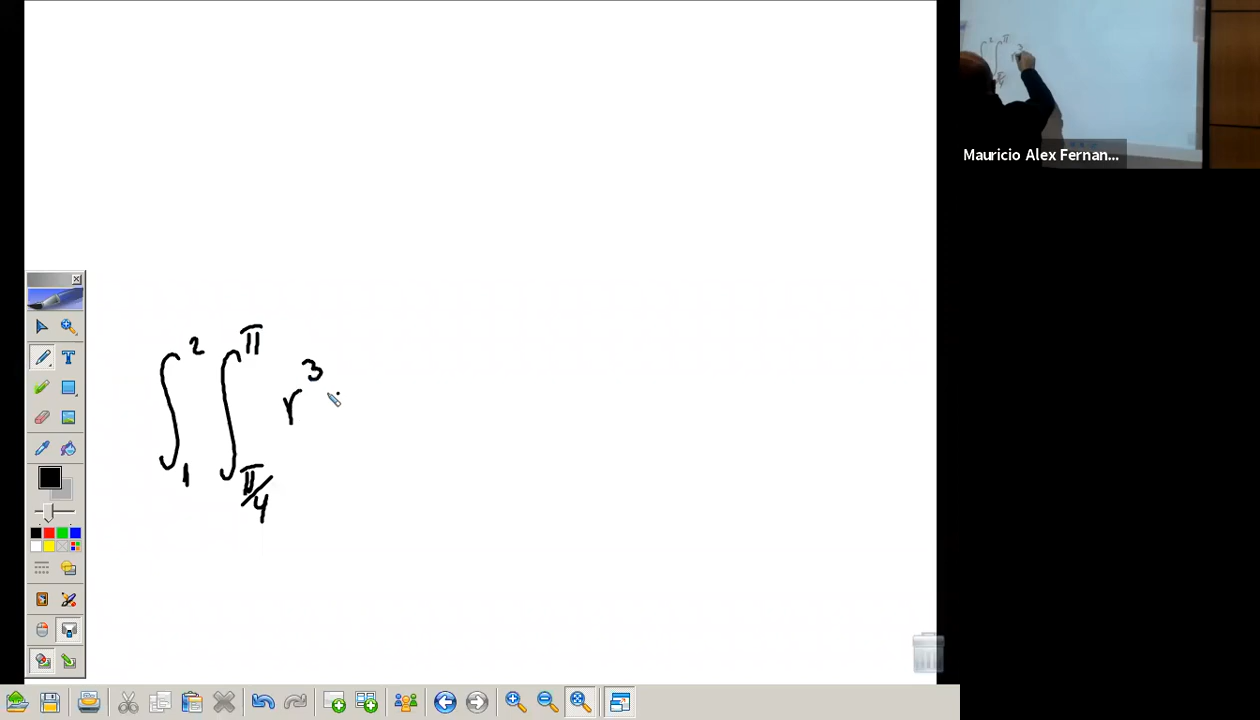 ∫₁² ∫_{π/4}^{π} r³
Mauricio Alex Fernan...